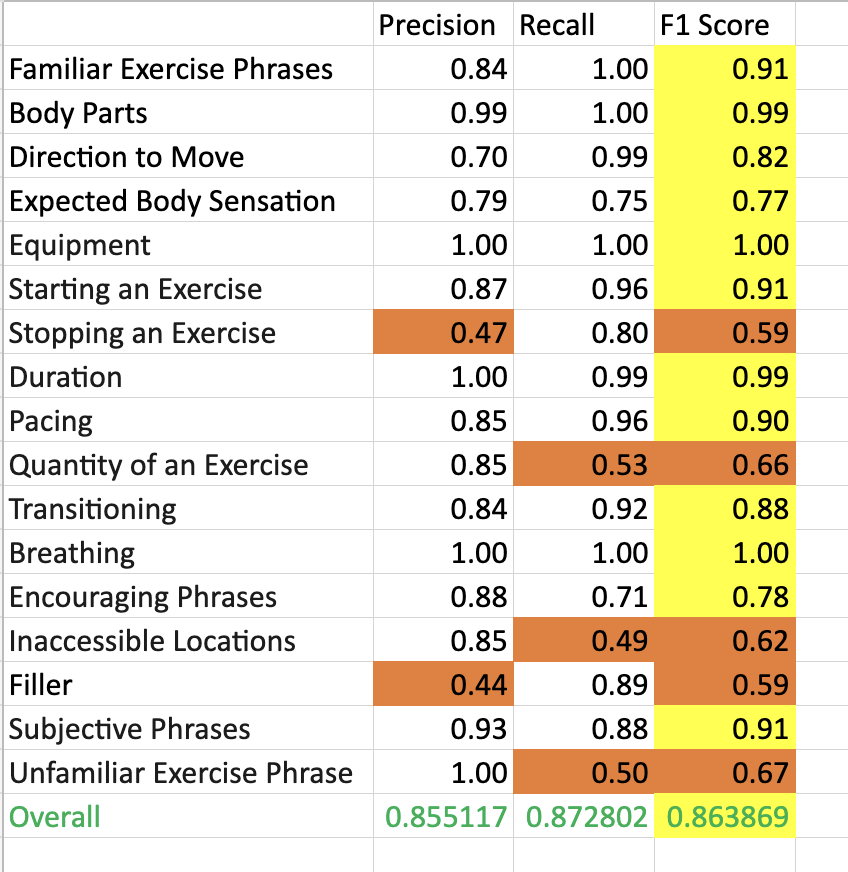 Precision Recall F1 Score
Familiar Exercise Phrases 0.84 1.00 0.91
Body Parts 0.99 1.00 0.99
Direction to Move 0.70 0.99 0.82
Expected Body Sensation 0.79 0.75 0.77
Equipment 1.00 1.00 1.00
Starting an Exercise 0.87 0.96 0.91
Stopping an Exercise 0.47 0.80 0.59
Duration 1.00 0.99 0.99
Pacing 0.85 0.96 0.90
Quantity of an Exercise 0.85 0.53 0.66
Transitioning 0.84 0.92 0.88
Breathing 1.00 1.00 1.00
Encouraging Phrases 0.88 0.71 0.78
Inaccessible Locations 0.85 0.49 0.62
Filler 0.44 0.89 0.59
Subjective Phrases 0.93 0.88 0.91
Unfamiliar Exercise Phrase 1.00 0.50 0.67
Overall 0.855117 0.872802 0.863869